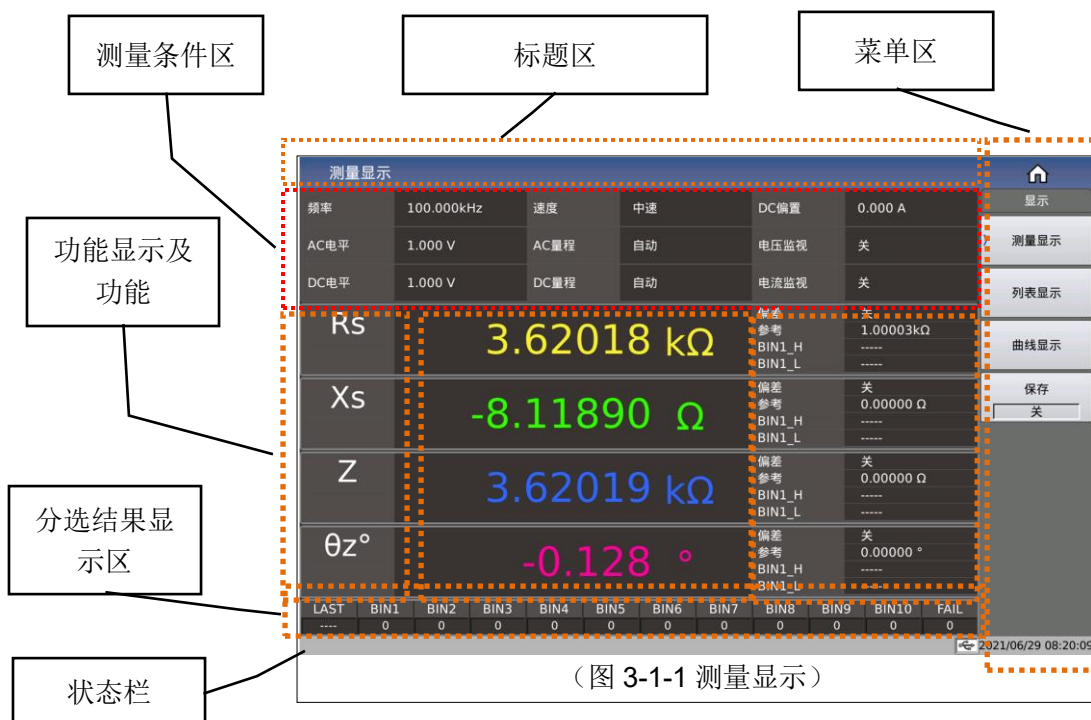 测量条件区
标题区
菜单区
功能显示及
功能
分选结果显
示区
状态栏
测量显示
频率 100.000kHz 速度 中速 DC偏置 0.000 A
AC电平 1.000 V AC量程 自动 电压监视 关
DC电平 1.000 V DC量程 自动 电流监视 关
Rs 3.62018 kΩ
偏差 关
参考 1.00003kΩ
BIN1_H -----
BIN1_L -----
Xs -8.11890 Ω
偏差 关
参考 0.00000 Ω
BIN1_H -----
BIN1_L -----
Z 3.62019 kΩ
偏差 关
参考 0.00000 Ω
BIN1_H -----
BIN1_L -----
θz° -0.128 °
偏差 关
参考 0.00000 °
BIN1_H -----
BIN1_L -----
LAST BIN1 BIN2 BIN3 BIN4 BIN5 BIN6 BIN7 BIN8 BIN9 BIN10 FAIL
---- 0 0 0 0 0 0 0 0 0 0 0
显示
测量显示
列表显示
曲线显示
保存
关
2021/06/29 08:20:09
（图 3-1-1 测量显示）